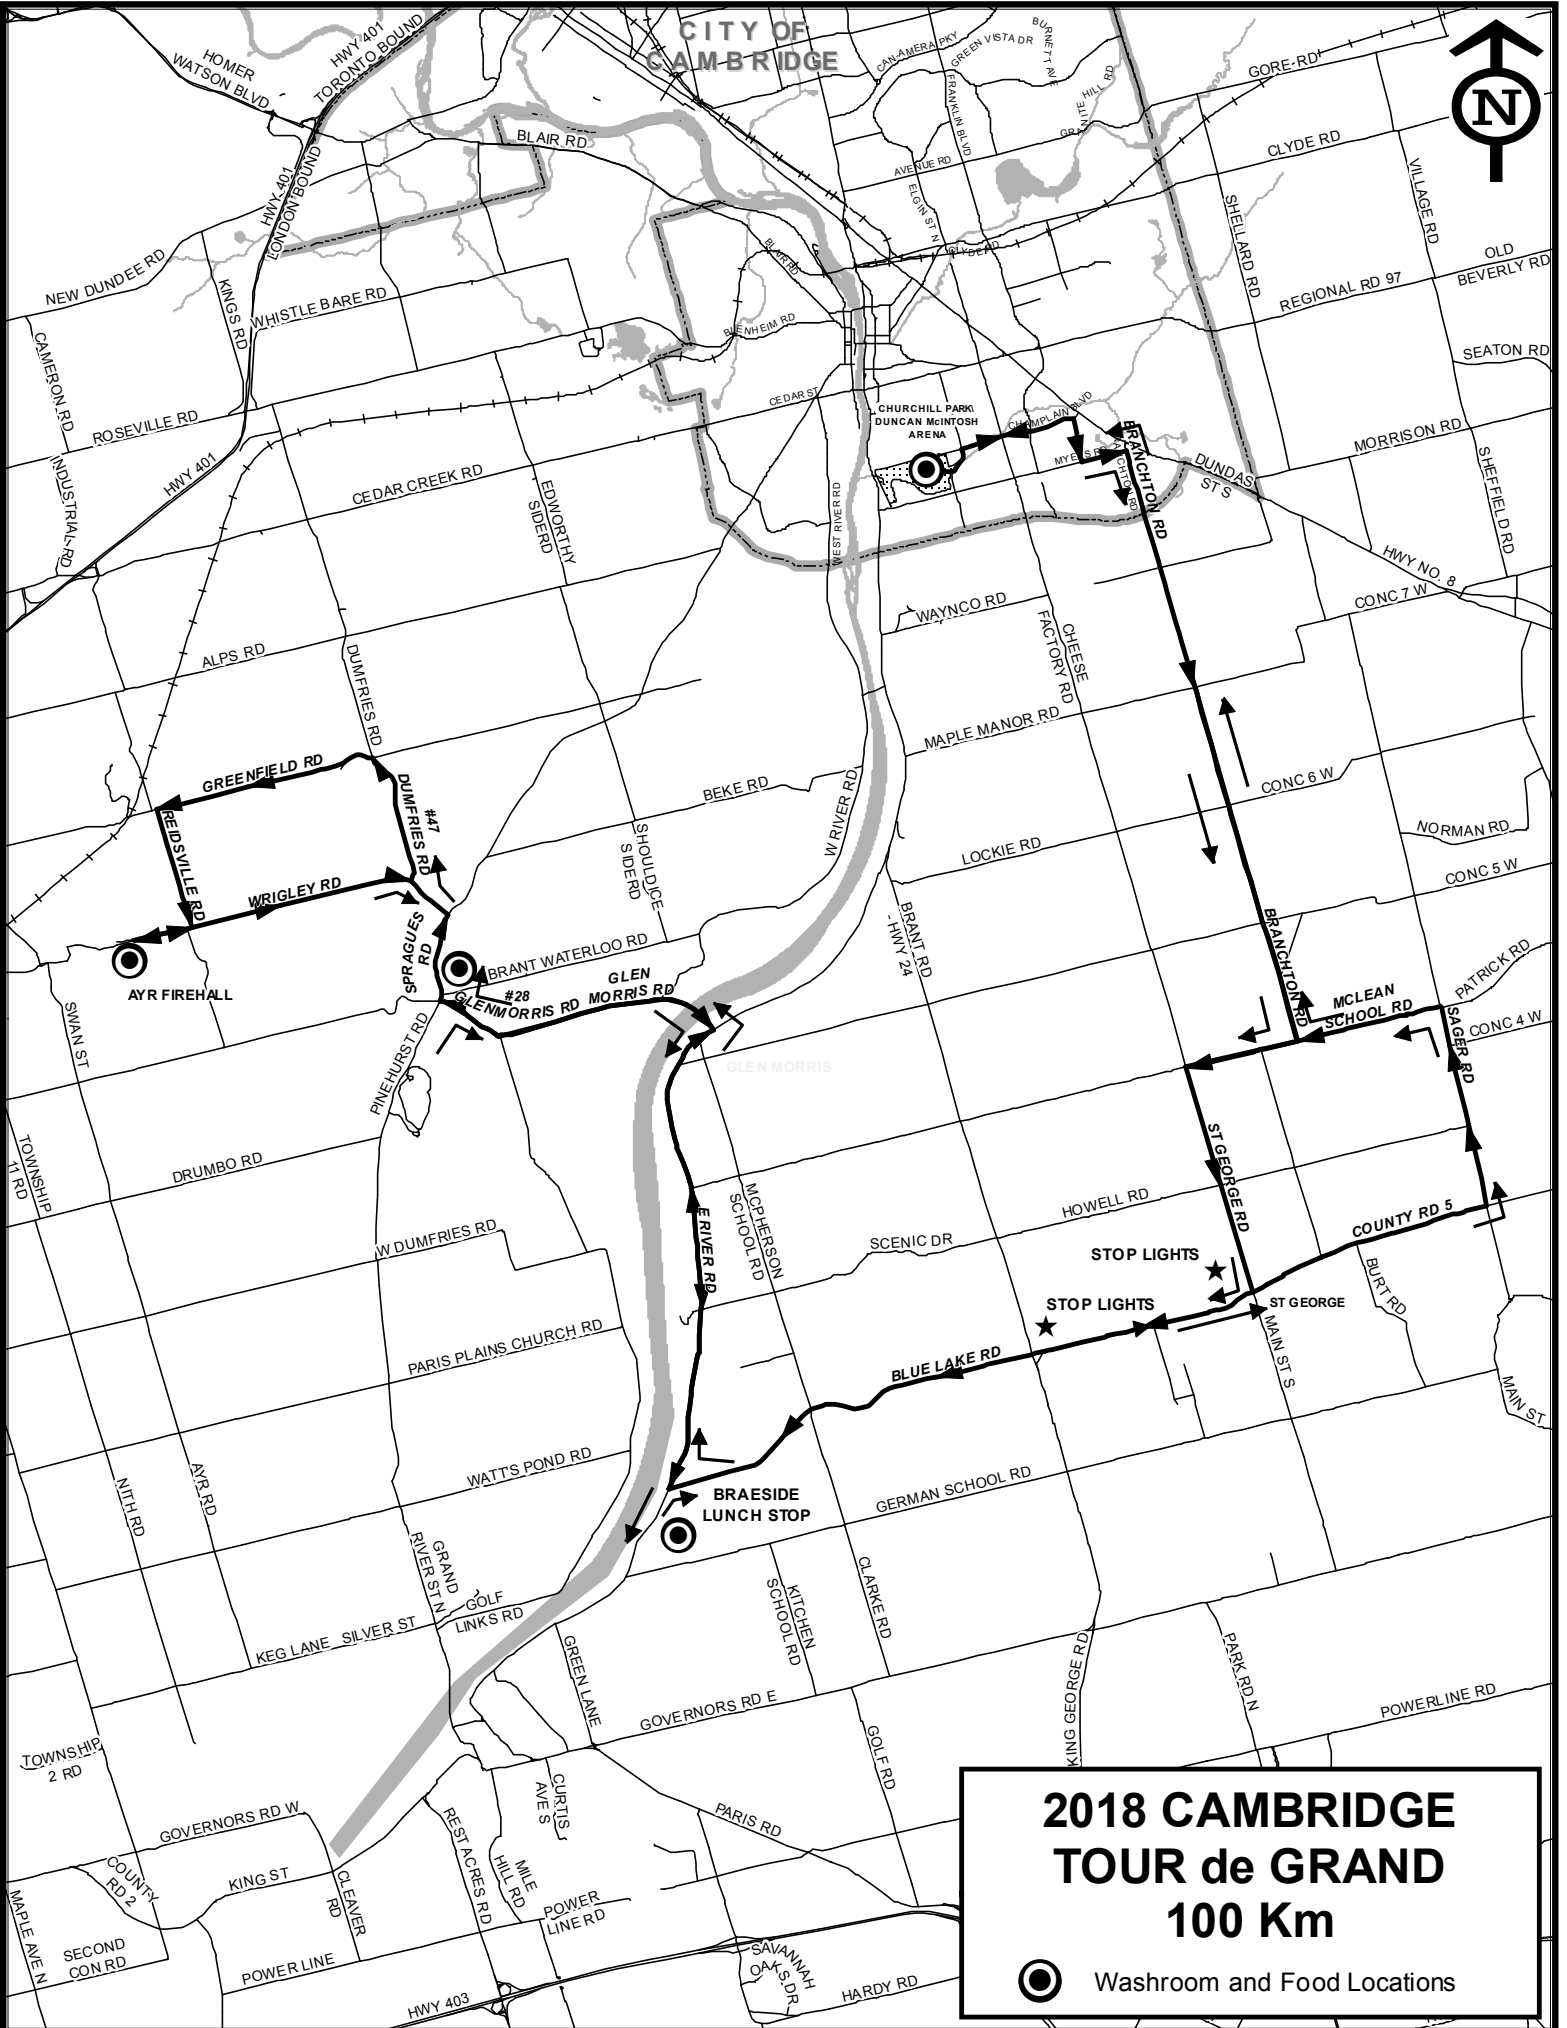 CITY OF
CAMBRIDGE
HWY 401
TORONTO BOUND
HOMER
WATSON BLVD
BLAIR RD
CAN-AMERA PKY
GREEN VISTA DR
BURNETT AVE
FRANKLIN BLVD
GORE RD
N
CLYDE RD
AVENUE RD
ELGIN ST N
VILLAGE RD
SHELLARD RD
HWY 401
LONDON BOUND
NEW DUNDEE RD
KINGS RD
WHISTLE BARE RD
BLAIR RD
CLYDE RD
OLD
BEVERLY RD
REGIONAL RD 97
BLENHEIM RD
SEATON RD
CAMERON RD
ROSEVILLE RD
CEDAR ST
CHURCHILL PARK\
DUNCAN McINTOSH
ARENA
CHAMPLAIN BLVD
BRANCHTON RD
MYERS RD
MORRISON RD
DUNDAS
ST S
SHEFFIELD RD
INDUSTRIAL RD
HWY 401
CEDAR CREEK RD
EDWORTHY
SIDERD
WEST RIVER RD
HWY NO. 8
CONC 7 W
WAYNCO RD
CHEESE
FACTORY RD
ALPS RD
DUMFRIES RD
MAPLE MANOR RD
GREENFIELD RD
DUMFRIES RD
#47
REIDSVILLE RD
BEKE RD
W RIVER RD
CONC 6 W
SHOULDICE
SIDERD
LOCKIE RD
NORMAN RD
CONC 5 W
WRIGLEY RD
SPRAGUES
RD
BRANT RD
- HWY 24
BRANCHTON RD
BRANT WATERLOO RD
AYR FIREHALL
#28
GLENMORRIS RD
GLEN
MORRIS RD
PATRICK RD
MCLEAN
SCHOOL RD
SAGER RD
CONC 4 W
SWAN ST
PINEHURST RD
GLEN MORRIS
TOWNSHIP
11 RD
DRUMBO RD
ST GEORGE RD
E RIVER RD
MCPHERSON
SCHOOL RD
HOWELL RD
W DUMFRIES RD
SCENIC DR
COUNTY RD 5
STOP LIGHTS
BURT RD
STOP LIGHTS
ST GEORGE
PARIS PLAINS CHURCH RD
BLUE LAKE RD
MAIN ST S
MAIN ST
NITH RD
AYR RD
WATT'S POND RD
BRAESIDE
LUNCH STOP
GERMAN SCHOOL RD
GRAND
RIVER ST N
CLARKE RD
KITCHEN
SCHOOL RD
GOLF
LINKS RD
KEG LANE
SILVER ST
GREEN LANE
KING GEORGE RD
PARK RD N
GOVERNORS RD E
POWERLINE RD
TOWNSHIP
2 RD
GOLF RD
CURTIS
AVE S
GOVERNORS RD W
REST ACRES RD
PARIS RD
COUNTY
RD 2
KING ST
CLEAVER
RD
MILE
HILL RD
POWER
LINE RD
MAPLE AVE N
SECOND
CON RD
POWER LINE
HWY 403
SAVANNAH
OAKS DR
HARDY RD
2018 CAMBRIDGE
TOUR de GRAND
100 Km
Washroom and Food Locations